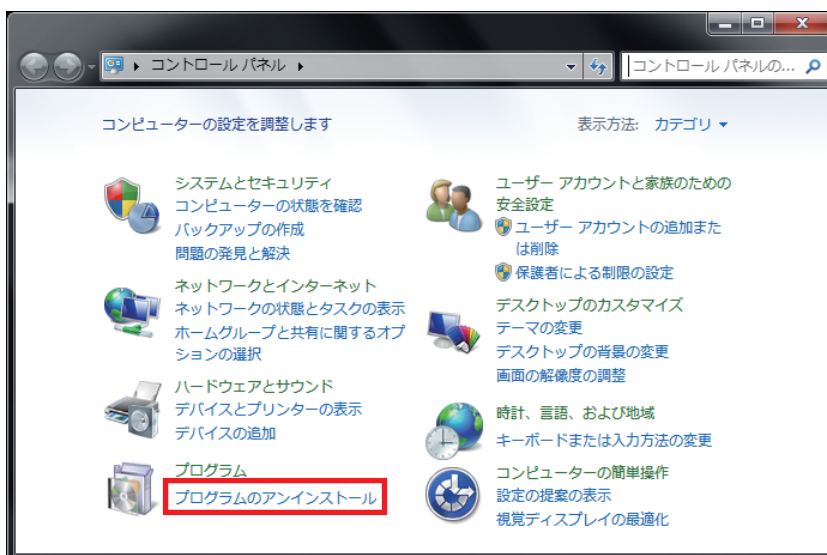 コントロール パネル
コントロール パネルの...
コンピューターの設定を調整します
表示方法: カテゴリ
システムとセキュリティ
コンピューターの状態を確認
バックアップの作成
問題の発見と解決
ネットワークとインターネット
ネットワークの状態とタスクの表示
ホームグループと共有に関するオプ
ションの選択
ハードウェアとサウンド
デバイスとプリンターの表示
デバイスの追加
プログラム
プログラムのアンインストール
ユーザー アカウントと家族のための
安全設定
ユーザー アカウントの追加また
は削除
保護者による制限の設定
デスクトップのカスタマイズ
テーマの変更
デスクトップの背景の変更
画面の解像度の調整
時計、言語、および地域
キーボードまたは入力方法の変更
コンピューターの簡単操作
設定の提案の表示
視覚ディスプレイの最適化